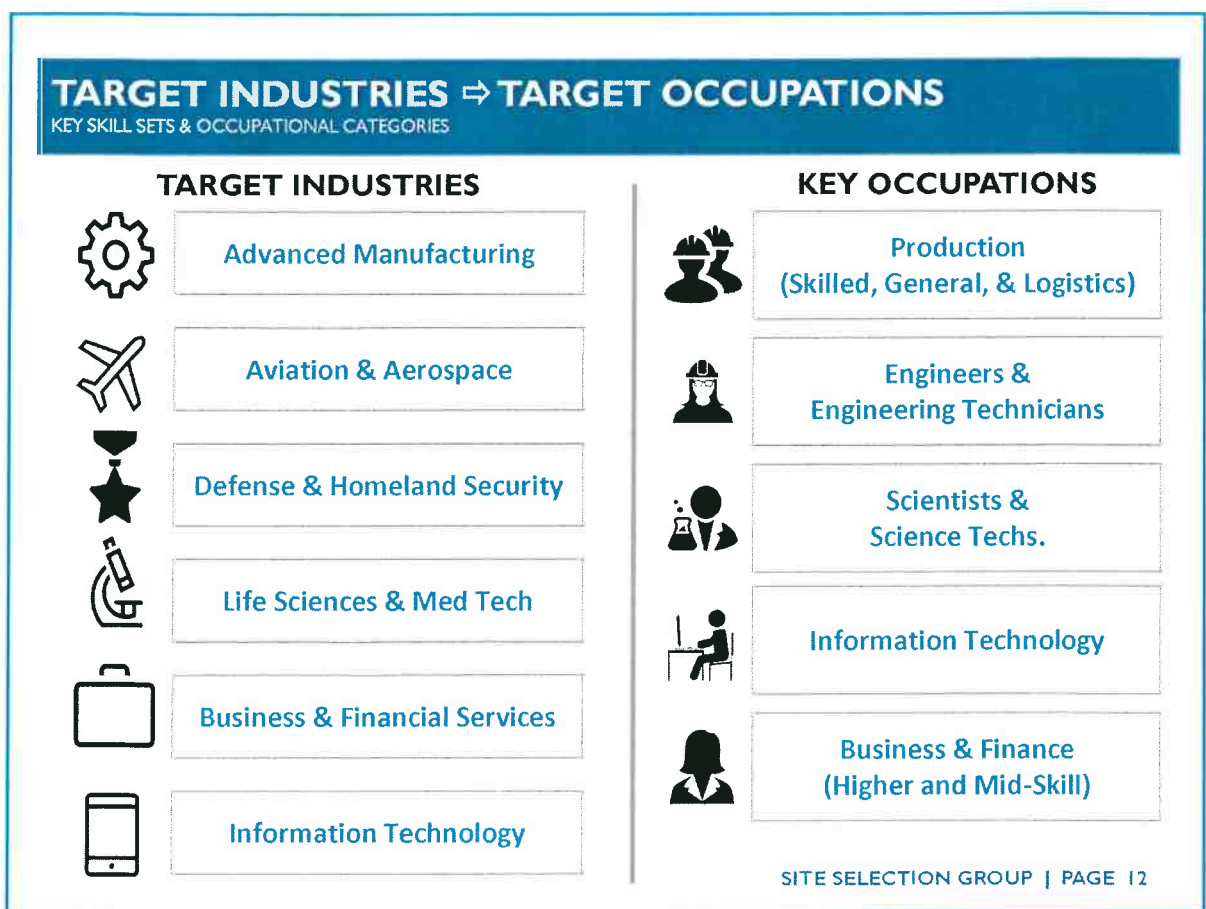 TARGET INDUSTRIES ⇨ TARGET OCCUPATIONS
KEY SKILL SETS & OCCUPATIONAL CATEGORIES
TARGET INDUSTRIES
Advanced Manufacturing
Aviation & Aerospace
Defense & Homeland Security
Life Sciences & Med Tech
Business & Financial Services
Information Technology
KEY OCCUPATIONS
Production
(Skilled, General, & Logistics)
Engineers &
Engineering Technicians
Scientists &
Science Techs.
Information Technology
Business & Finance
(Higher and Mid-Skill)
SITE SELECTION GROUP | PAGE 12